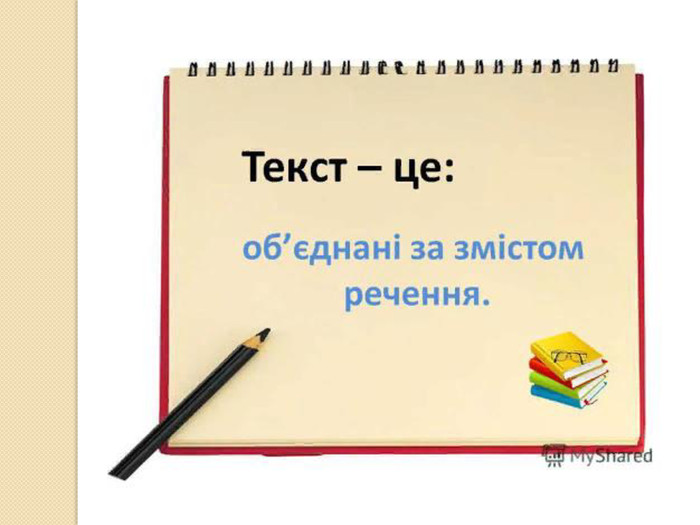 Текст – це:
об’єднані за змістом
речення.
MyShared